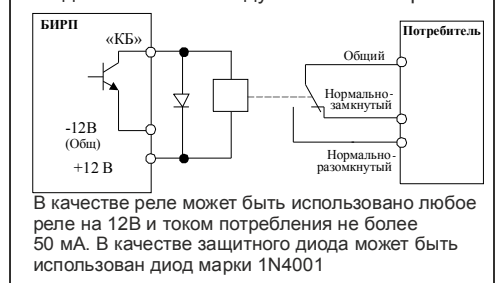 БИРП
«КБ»
-12В
(Общ)
+12 В
Потребитель
Общий
Нормально-
замкнутый
Нормально-
разомкнутый
В качестве реле может быть использовано любое
реле на 12В и током потребления не более
50 мА. В качестве защитного диода может быть
использован диод марки 1N4001